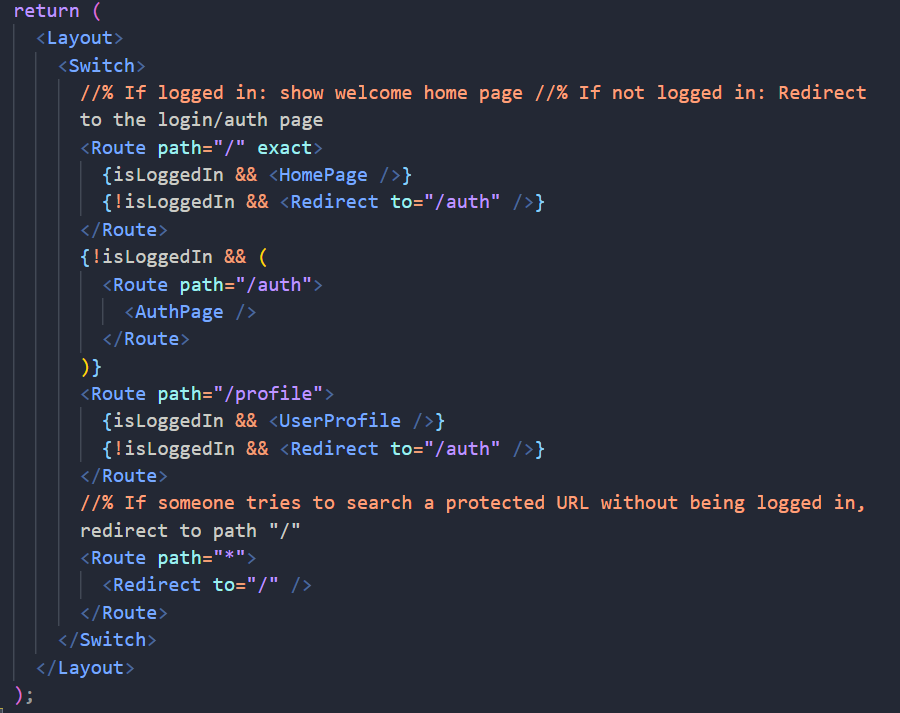 return (
<Layout>
<Switch>
//% If logged in: show welcome home page //% If not logged in: Redirect
to the login/auth page
<Route path="/" exact>
{isLoggedIn && <HomePage />}
{!isLoggedIn && <Redirect to="/auth" />}
</Route>
{!isLoggedIn && (
<Route path="/auth">
<AuthPage />
</Route>
)}
<Route path="/profile">
{isLoggedIn && <UserProfile />}
{!isLoggedIn && <Redirect to="/auth" />}
</Route>
//% If someone tries to search a protected URL without being logged in,
redirect to path "/"
<Route path="*">
<Redirect to="/" />
</Route>
</Switch>
</Layout>
);